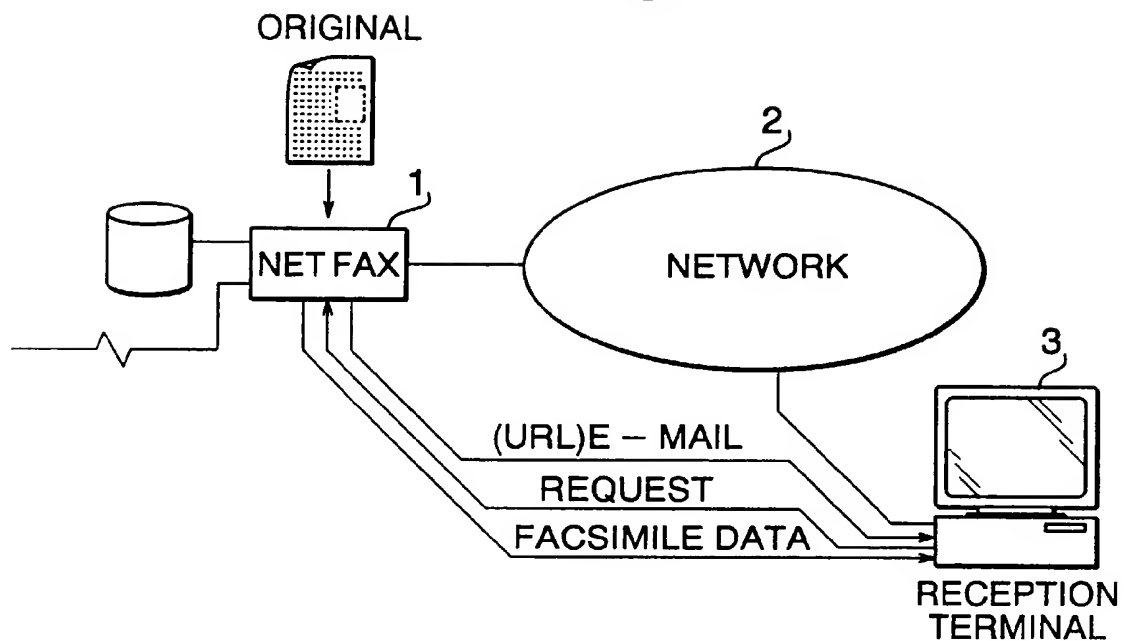 ORIGINAL
1
2
NET FAX
NETWORK
3
(URL)E – MAIL
REQUEST
FACSIMILE DATA
RECEPTION
TERMINAL